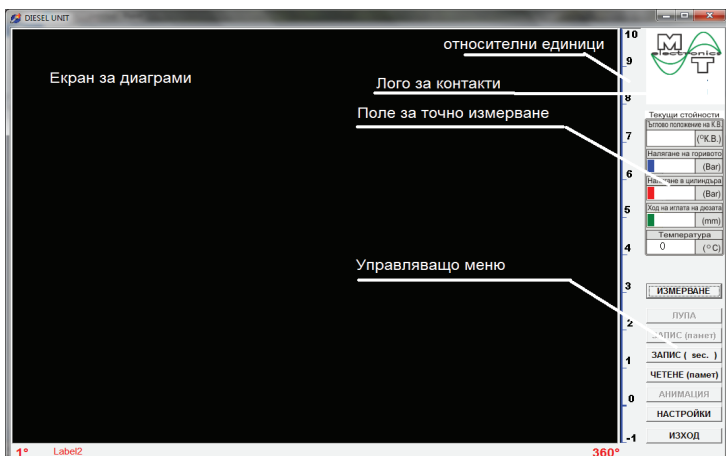 DIESEL UNIT
относителни единици
Екран за диаграми
Лого за контакти
Поле за точно измерване
Управляващо меню
10
9
8
7
6
5
4
3
2
1
0
-1
M
electronics
T
Текущи стойности
Ъглово положение на К.В.
(°К.В.)
Налягане на горивото
(Bar)
Налягане в цилиндъра
(Bar)
Ход на иглата на дюзата
(mm)
Температура
0 (°C)
ИЗМЕРВАНЕ
ЛУПА
ЗАПИС (памет)
ЗАПИС ( sec. )
ЧЕТЕНЕ (памет)
АНИМАЦИЯ
НАСТРОЙКИ
ИЗХОД
1° Label2 360°